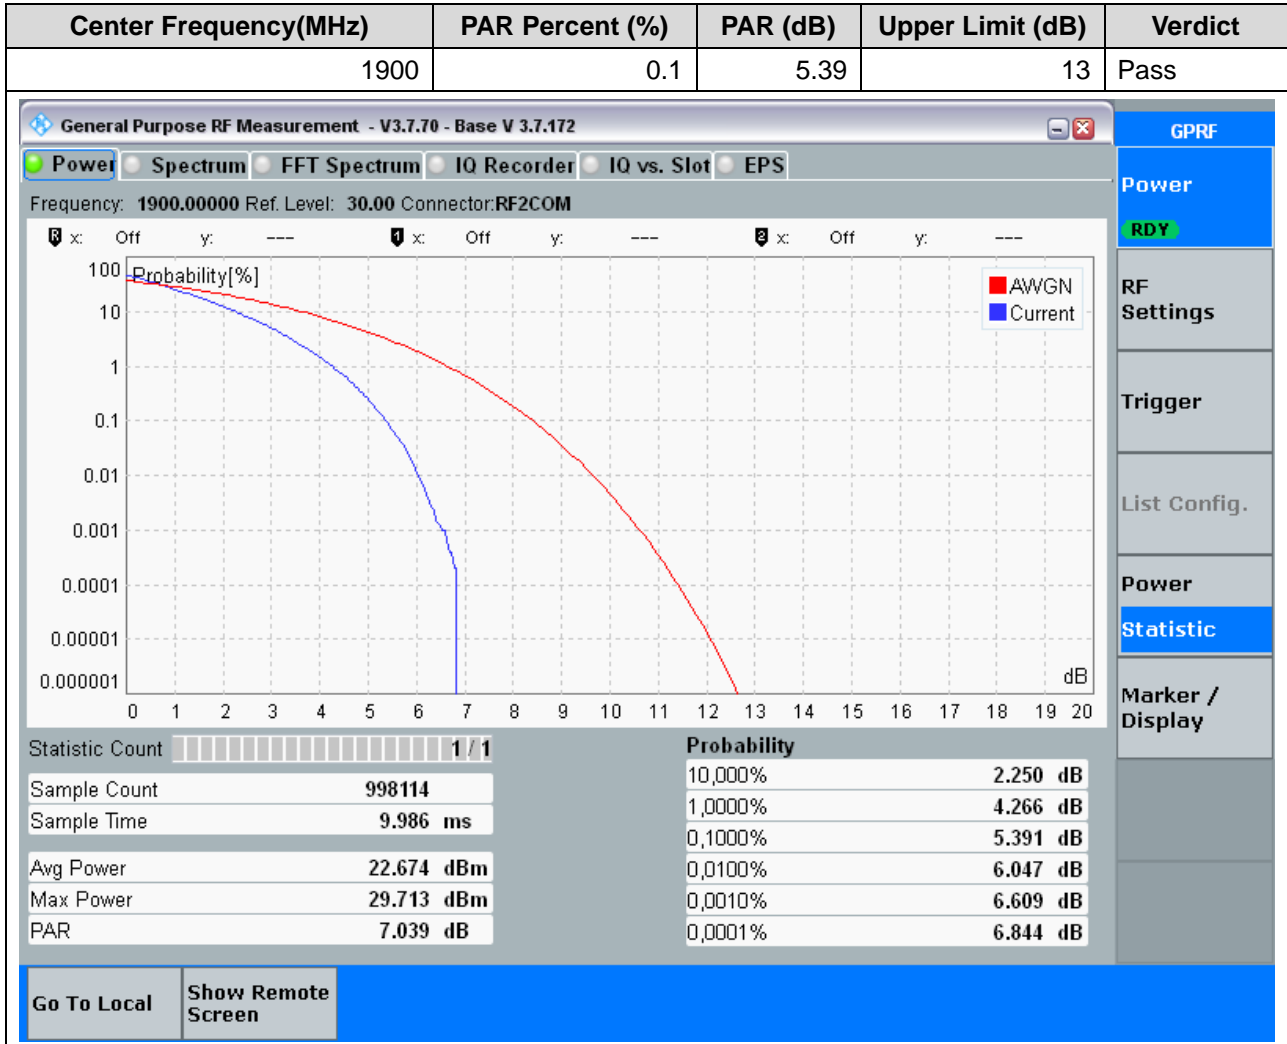 Center Frequency(MHz) PAR Percent (%) PAR (dB) Upper Limit (dB) Verdict
1900 0.1 5.39 13 Pass
General Purpose RF Measurement - V3.7.70 - Base V 3.7.172
GPRF
Power Spectrum FFT Spectrum IQ Recorder IQ vs. Slot EPS
Power
RDY
Frequency: 1900.00000 Ref. Level: 30.00 Connector:RF2COM
R x: Off y: --- 1 x: Off y: --- 2 x: Off y: ---
Probability[%]
AWGN
Current
100
10
1
0.1
0.01
0.001
0.0001
0.00001
0.000001
dB
0 1 2 3 4 5 6 7 8 9 10 11 12 13 14 15 16 17 18 19 20
RF
Settings
Trigger
List Config.
Power
Statistic
Marker /
Display
Statistic Count 1 / 1
Sample Count 998114
Sample Time 9.986 ms
Avg Power 22.674 dBm
Max Power 29.713 dBm
PAR 7.039 dB
Probability
10,000% 2.250 dB
1,0000% 4.266 dB
0,1000% 5.391 dB
0,0100% 6.047 dB
0,0010% 6.609 dB
0,0001% 6.844 dB
Go To Local
Show Remote
Screen